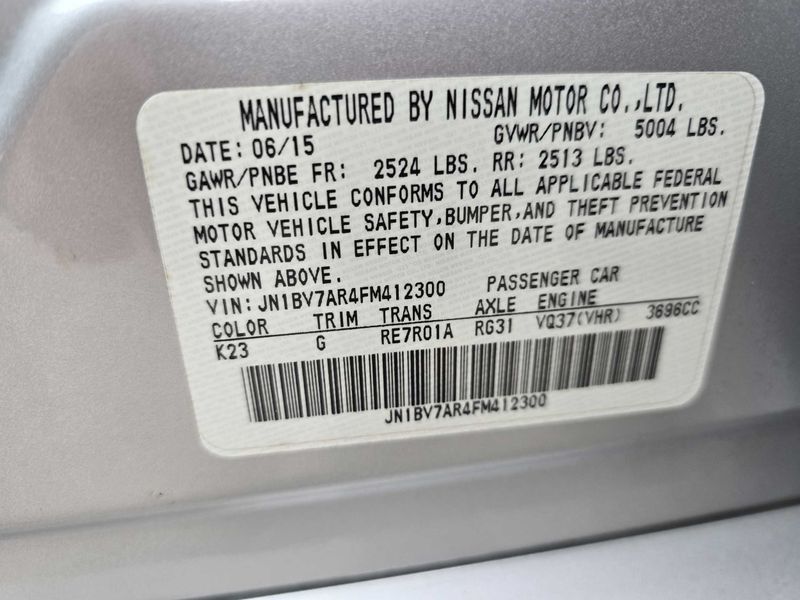 MANUFACTURED BY NISSAN MOTOR CO.,LTD.
DATE: 06/15 GVWR/PNBV: 5004 LBS.
GAWR/PNBE FR: 2524 LBS. RR: 2513 LBS.
THIS VEHICLE CONFORMS TO ALL APPLICABLE FEDERAL
MOTOR VEHICLE SAFETY,BUMPER,AND THEFT PREVENTION
STANDARDS IN EFFECT ON THE DATE OF MANUFACTURE
SHOWN ABOVE.
VIN: JN1BV7AR4FM412300 PASSENGER CAR
COLOR TRIM TRANS AXLE ENGINE
K23 G RE7R01A RG31 VQ37(VHR) 3696CC
JN1BV7AR4FM412300